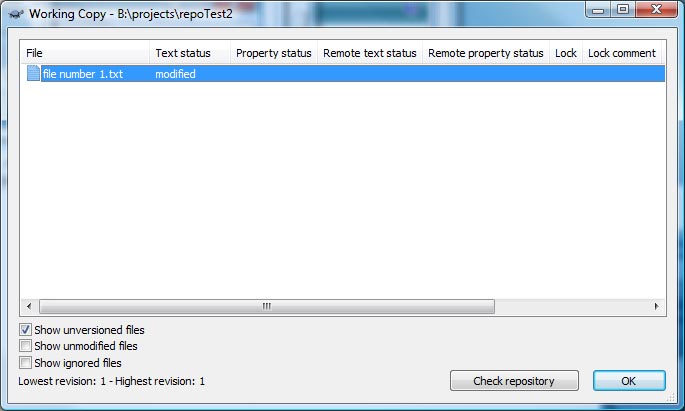 Working Copy - B:\projects\repoTest2
File Text status Property status Remote text status Remote property status Lock Lock comment
file number 1.txt modified
Show unversioned files
Show unmodified files
Show ignored files
Lowest revision: 1 - Highest revision: 1 Check repository OK